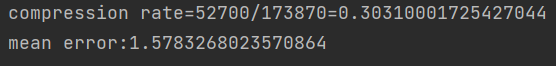 compression rate=52700/173870=0.30310001725427044
mean error:1.5783268023570864